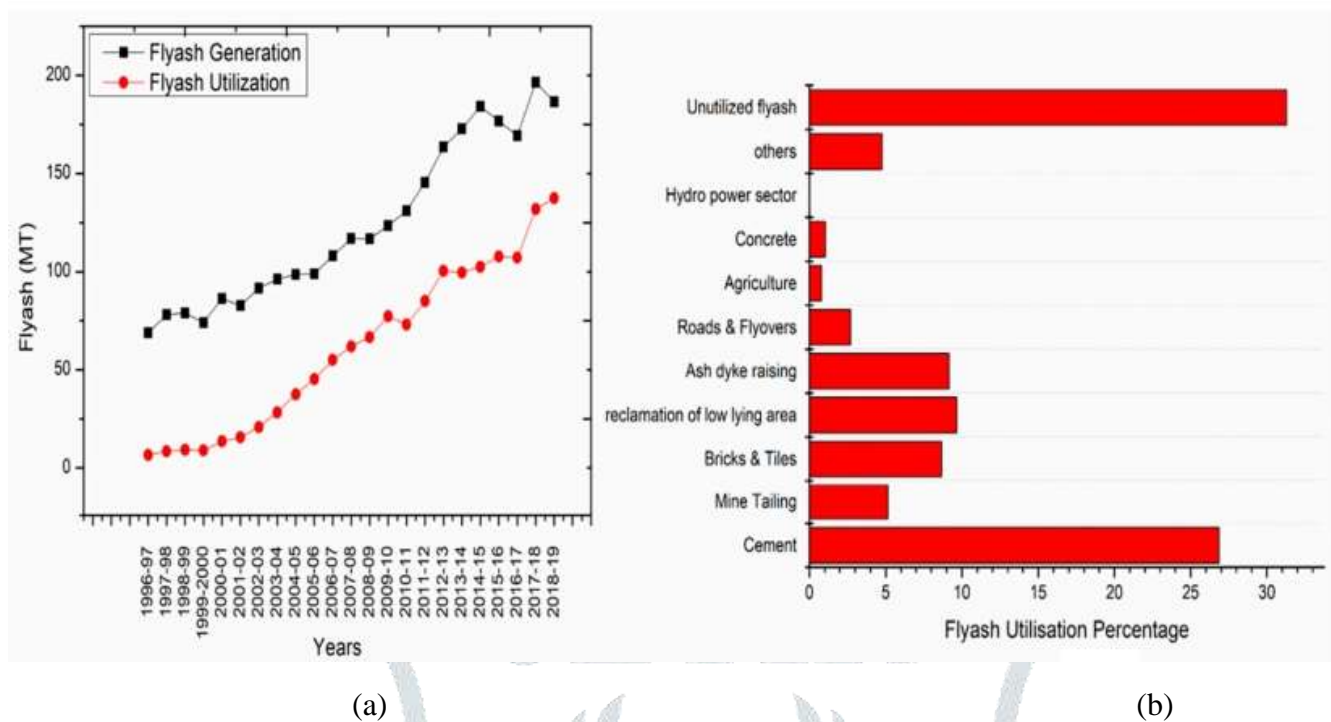 Flyash Generation
Flyash Utilization
200
150
100
50
0
Flyash (MT)
1996-97
1997-98
1998-99
1999-2000
2000-01
2001-02
2002-03
2003-04
2004-05
2005-06
2006-07
2007-08
2008-09
2009-10
2010-11
2011-12
2012-13
2013-14
2014-15
2015-16
2016-17
2017-18
2018-19
Years
(a)
Unutilized flyash
others
Hydro power sector
Concrete
Agriculture
Roads & Flyovers
Ash dyke raising
reclamation of low lying area
Bricks & Tiles
Mine Tailing
Cement
0 5 10 15 20 25 30
Flyash Utilisation Percentage
(b)